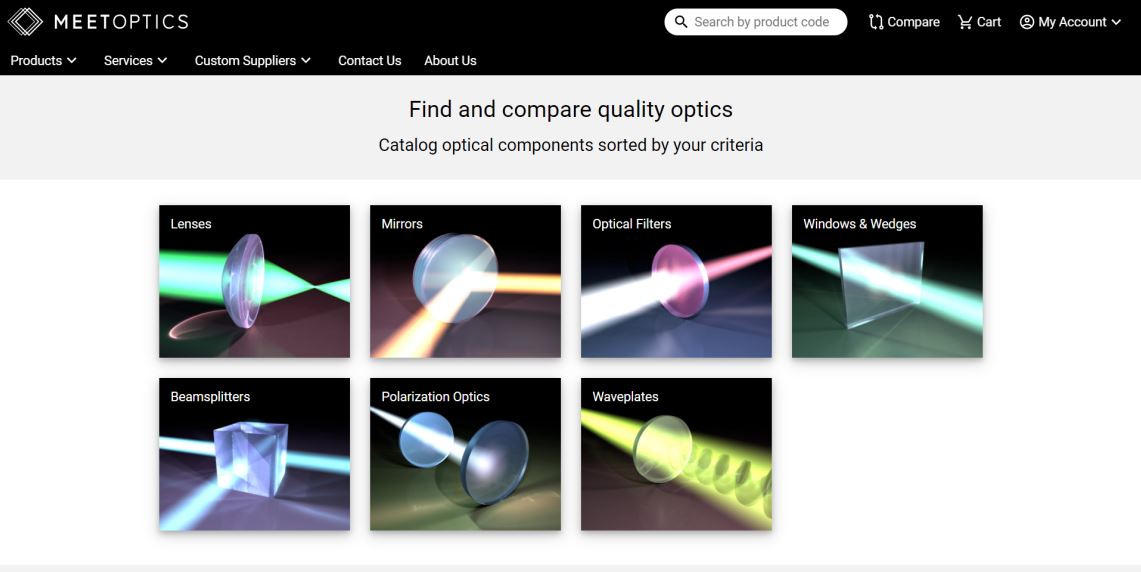 MEETOPTICS
Search by product code
Compare
Cart
My Account
Products
Services
Custom Suppliers
Contact Us
About Us
Find and compare quality optics
Catalog optical components sorted by your criteria
Lenses
Mirrors
Optical Filters
Windows & Wedges
Beamsplitters
Polarization Optics
Waveplates